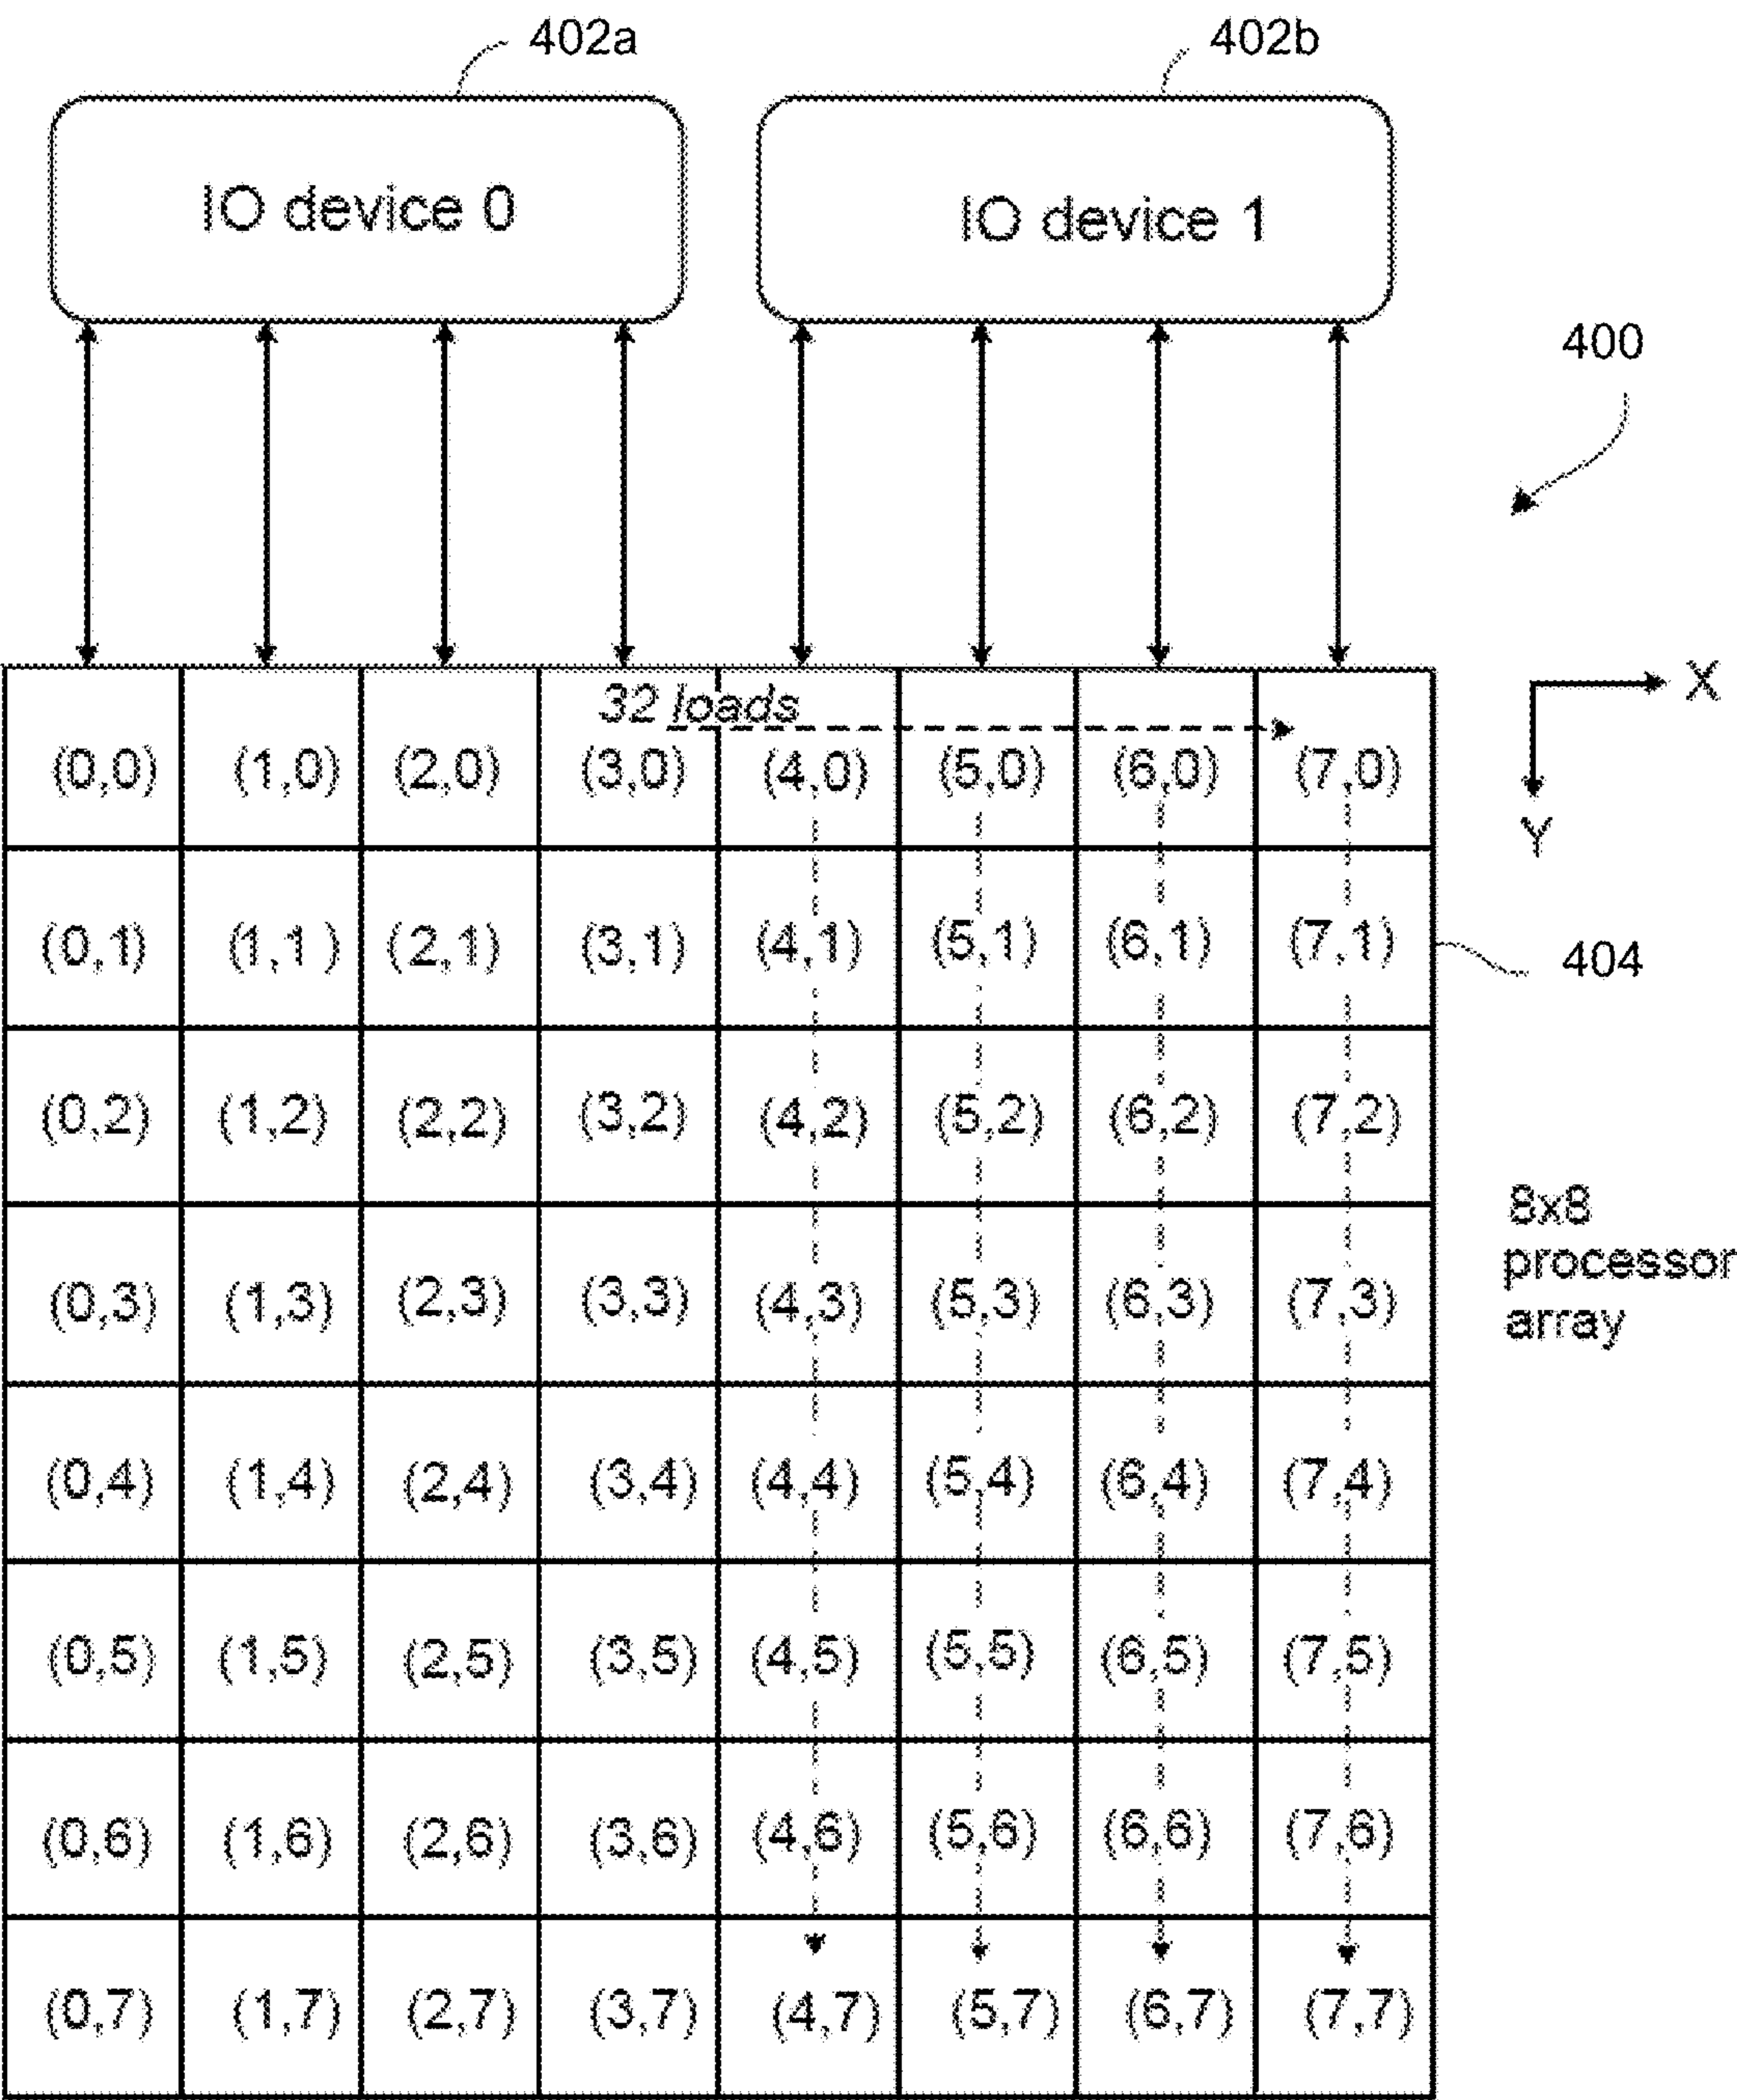 402a 402b
IO device 0 IO device 1
400
X
32 loads
(0,0) (1,0) (2,0) (3,0) (4,0) (5,0) (6,0) (7,0)
Y
(0,1) (1,1 ) (2,1) (3,1) (4,1) (5,1) (6,1) (7,1)
404
(0,2) (1,2) (2,2) (3,2) (4,2) (5,2) (6,2) (7,2)
8x8
processor
array
(0,3) (1,3) (2,3) (3,3) (4,3) (5,3) (6,3) (7,3)
(0,4) (1,4) (2,4) (3,4) (4,4) (5,4) (6,4) (7,4)
(0,5) (1,5) (2,5) (3,5) (4,5) (5,5) (6,5) (7,5)
(0,6) (1,6) (2,6) (3,6) (4,6) (5,6) (6,6) (7,6)
(0,7) (1,7) (2,7) (3,7) (4,7) (5,7) (6,7) (7,7)